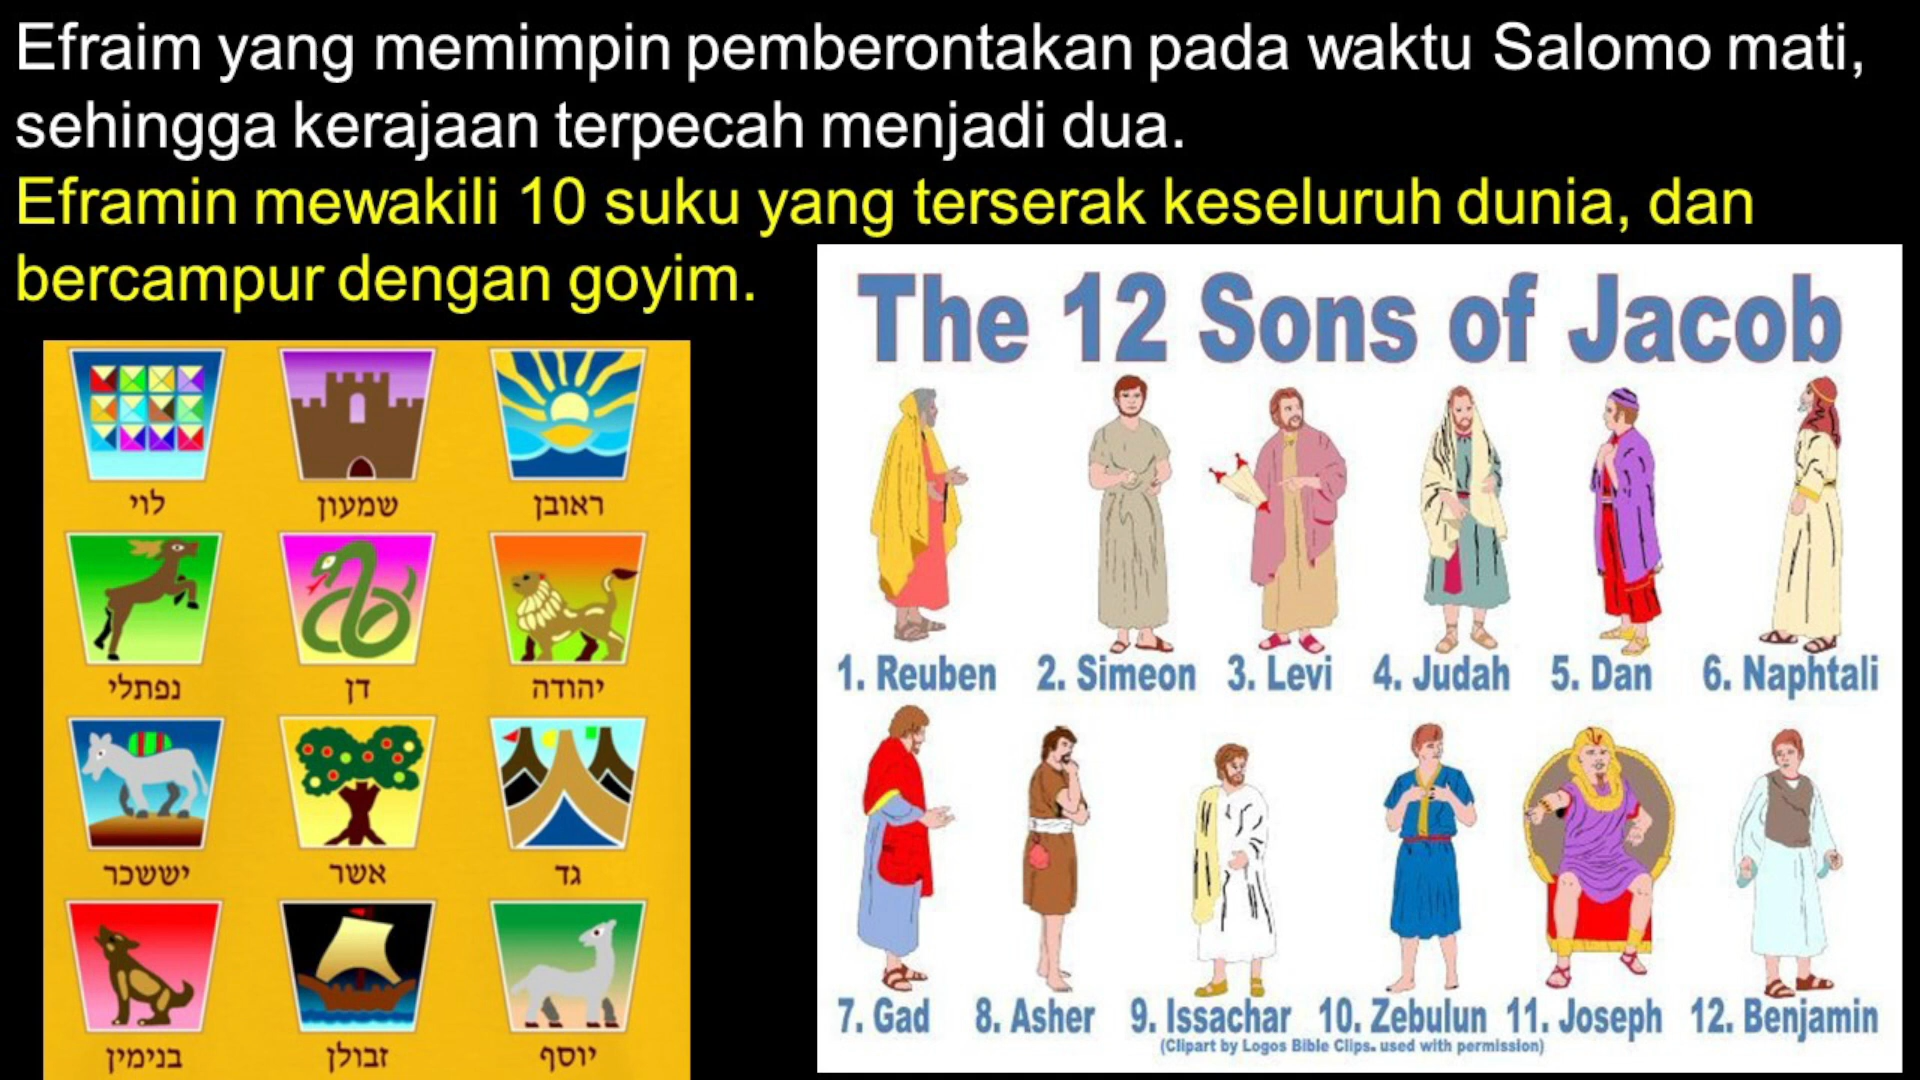 Efraim yang memimpin pemberontakan pada waktu Salomo mati,
sehingga kerajaan terpecah menjadi dua.
Eframin mewakili 10 suku yang terserak keseluruh dunia, dan
bercampur dengan goyim.
ראובן שמעון לוי
יהודה דן נפתלי
גד אשר יששכר
יוסף זבולן בנימין
The 12 Sons of Jacob
1. Reuben 2. Simeon 3. Levi 4. Judah 5. Dan 6. Naphtali
7. Gad 8. Asher 9. Issachar 10. Zebulun 11. Joseph 12. Benjamin
(Clipart by Logos Bible Clips. used with permission)